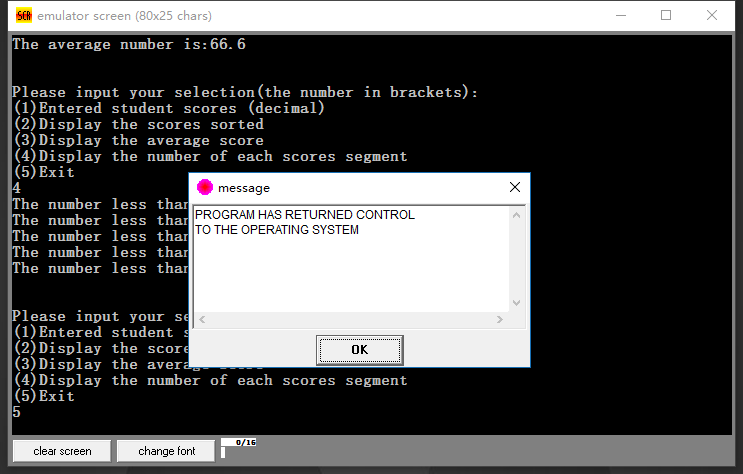 emulator screen (80x25 chars)
The average number is:66.6
Please input your selection(the number in brackets):
(1)Entered student scores (decimal)
(2)Display the scores sorted
(3)Display the average score
(4)Display the number of each scores segment
(5)Exit
4
The number less than
The number less than
The number less than
The number less than
The number less than
message
PROGRAM HAS RETURNED CONTROL
TO THE OPERATING SYSTEM
OK
Please input your
(1)Entered student
(2)Display the
(3)Display the average
(4)Display the number of each scores segment
(5)Exit
5
clear screen
change font
0/16